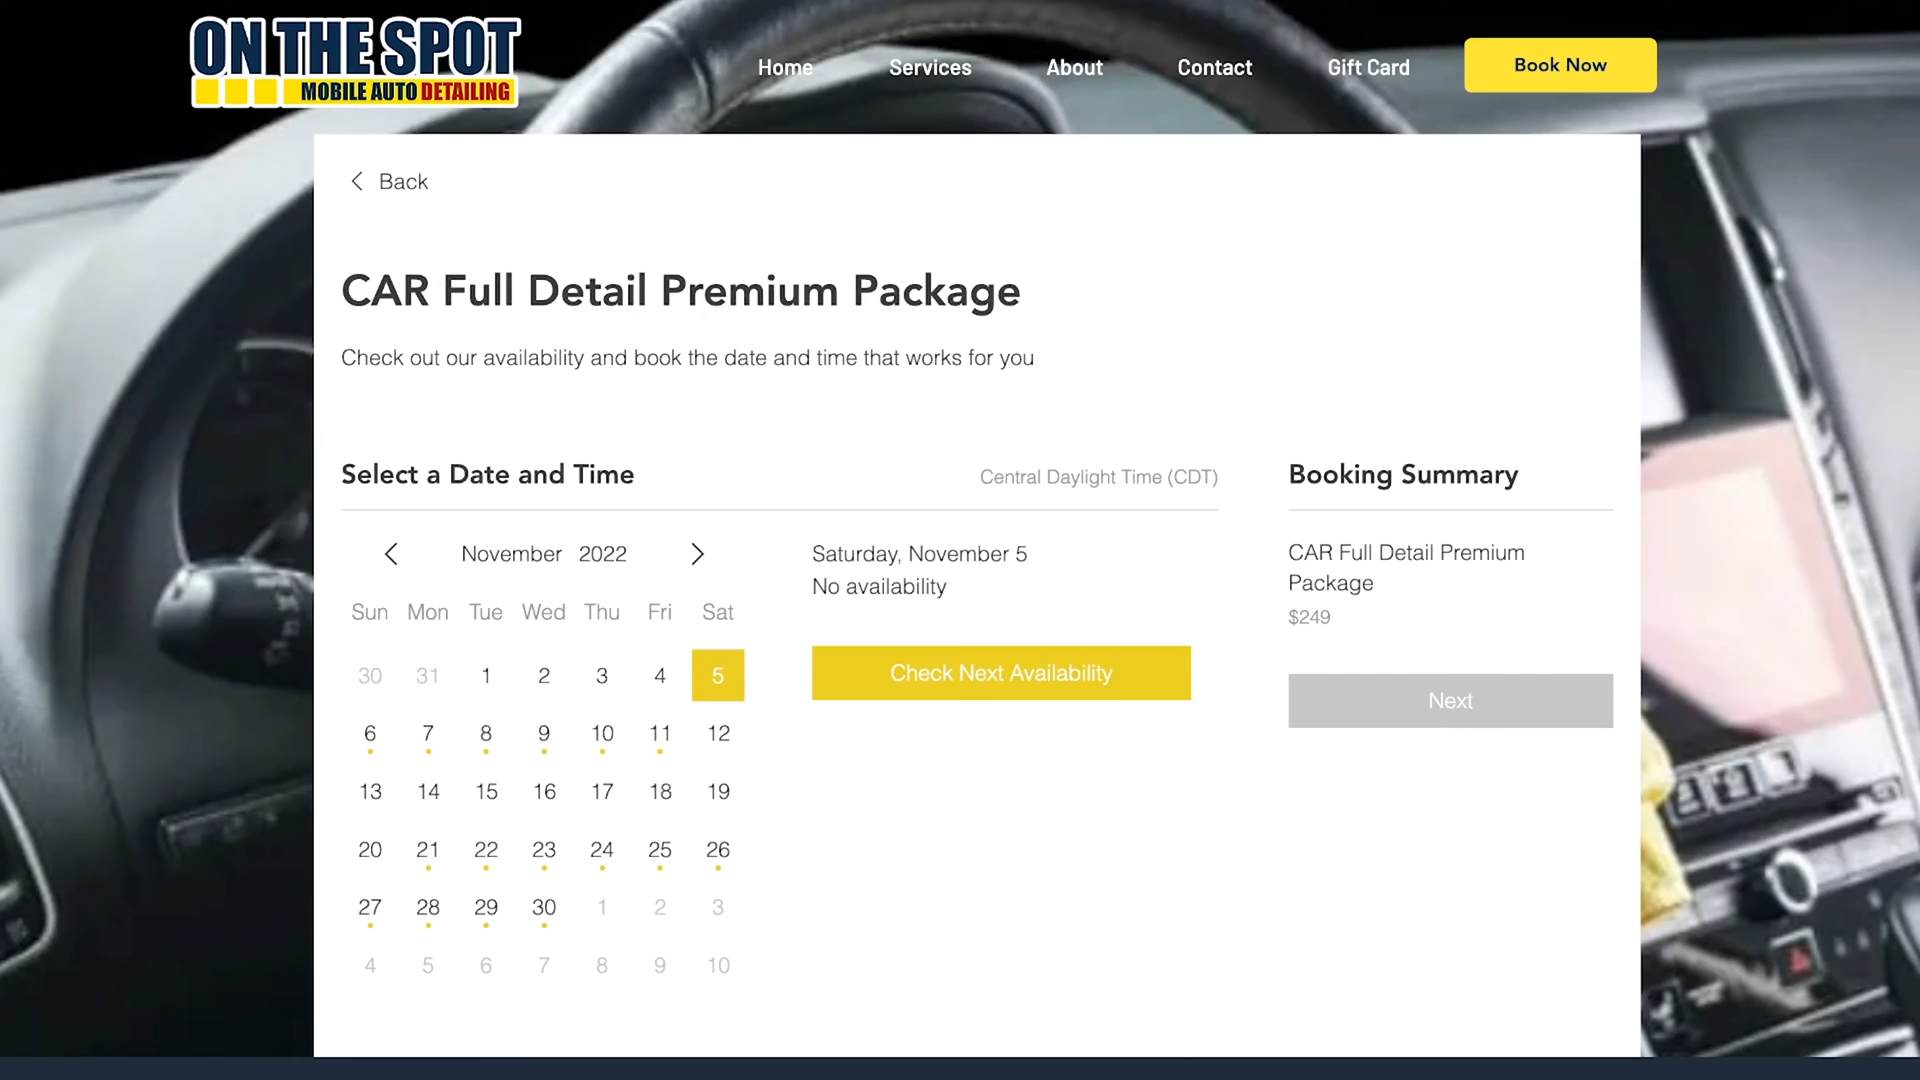 ON THE SPOT
MOBILE AUTO DETAILING
Home Services About Contact Gift Card Book Now
Back
CAR Full Detail Premium Package
Check out our availability and book the date and time that works for you
Select a Date and Time
Central Daylight Time (CDT)
November 2022
Sun Mon Tue Wed Thu Fri Sat
30 31 1 2 3 4 5
6 7 8 9 10 11 12
13 14 15 16 17 18 19
20 21 22 23 24 25 26
27 28 29 30 1 2 3
4 5 6 7 8 9 10
Saturday, November 5
No availability
Check Next Availability
Booking Summary
CAR Full Detail Premium
Package
$249
Next